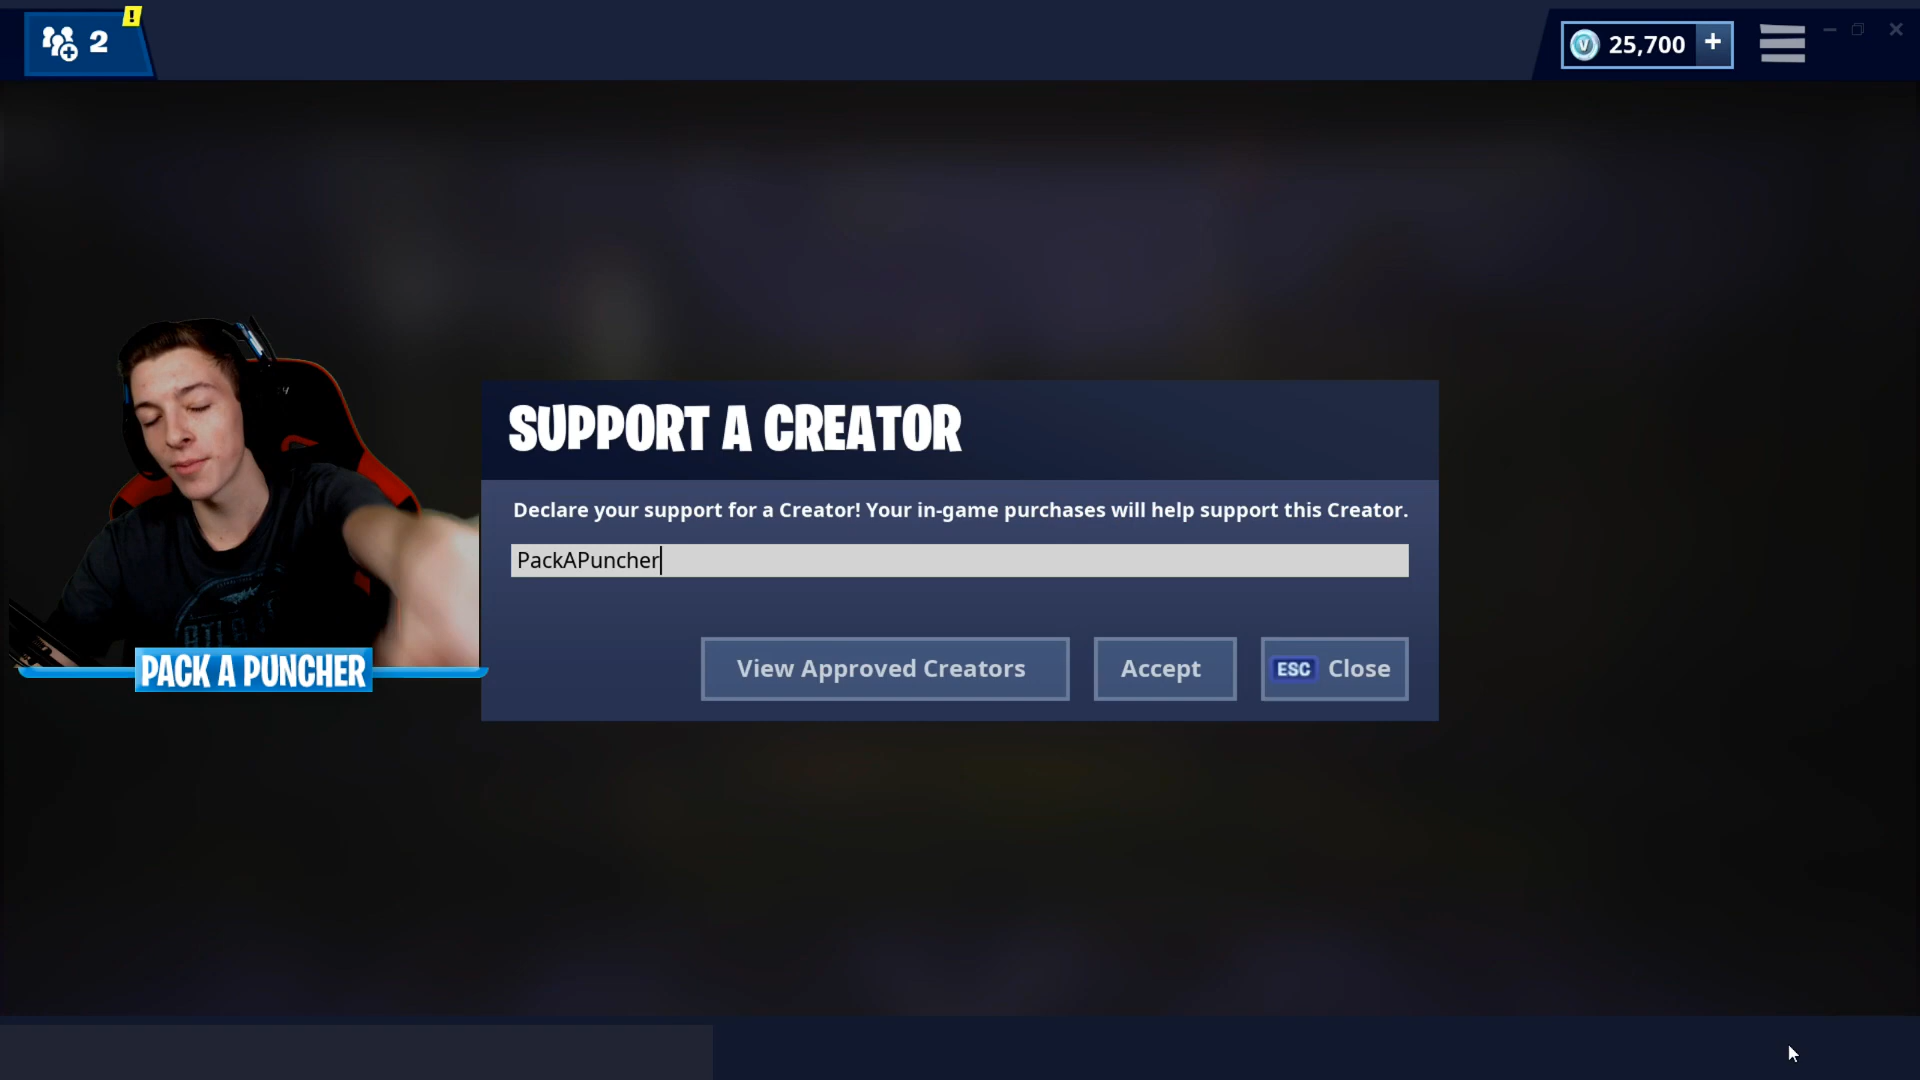 2
!
25,700 +
SUPPORT A CREATOR
Declare your support for a Creator! Your in-game purchases will help support this Creator.
PackAPuncher
PACK A PUNCHER
View Approved Creators
Accept
ESC Close